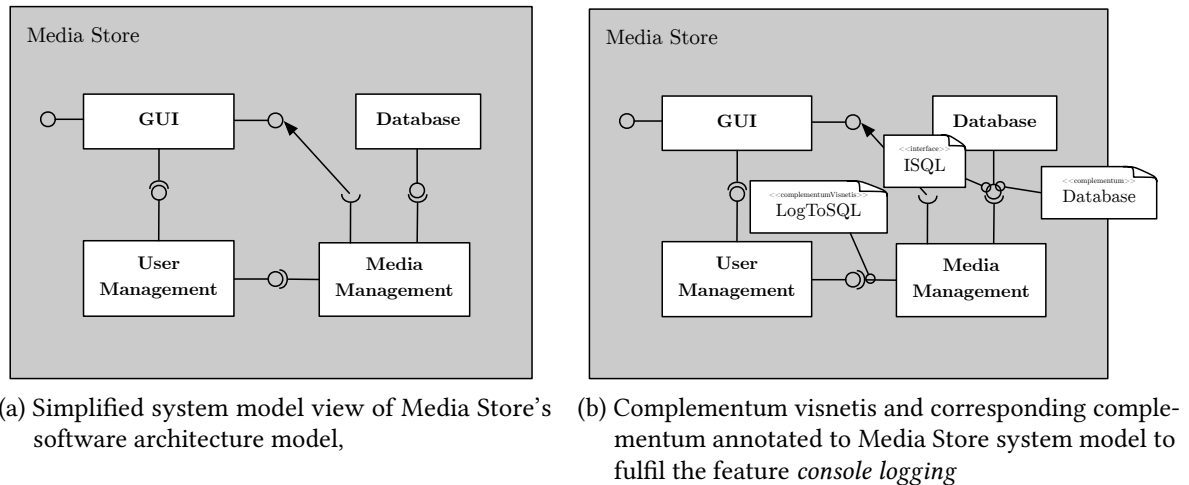 Media Store
GUI
Database
User
Management
Media
Management
(a) Simplified system model view of Media Store's
software architecture model,
Media Store
GUI
Database
<<interface>>
ISQL
<<complementum>>
Database
<<complementumVisnetis>>
LogToSQL
User
Management
Media
Management
(b) Complementum visnetis and corresponding comple-
mentum annotated to Media Store system model to
fulfil the feature console logging